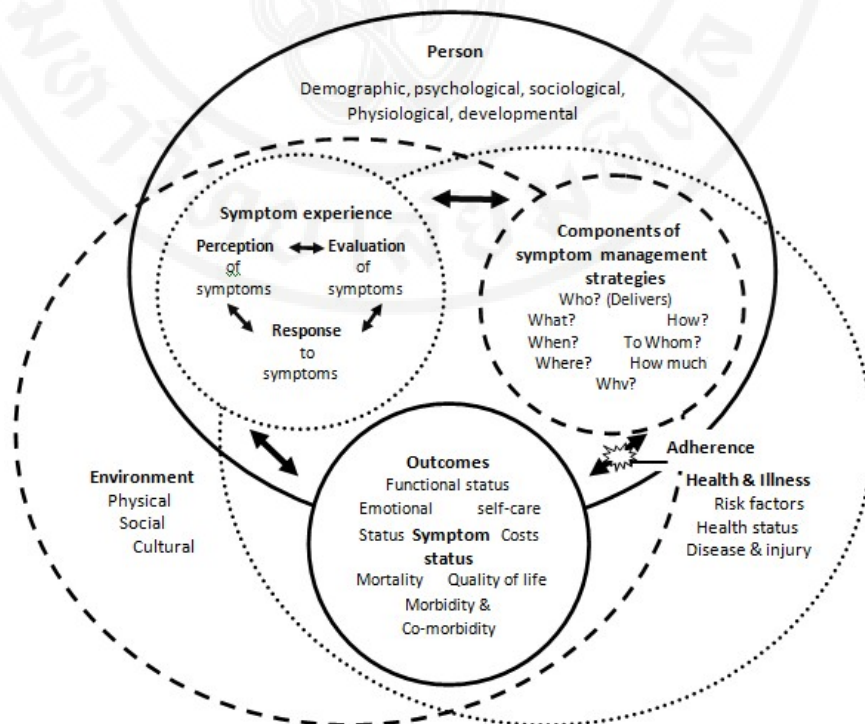 Person
Demographic, psychological, sociological,
Physiological, developmental
Symptom experience
Perception
of
symptoms
Evaluation
of
symptoms
Response
to
symptoms
Components of
symptom management
strategies
Who? (Delivers)
What? How?
When? To Whom?
Where? How much
Why?
Adherence
Environment
Physical
Social
Cultural
Outcomes
Functional status
Emotional self-care
Status Symptom Costs
status
Mortality Quality of life
Morbidity &
Co-morbidity
Health & Illness
Risk factors
Health status
Disease & injury